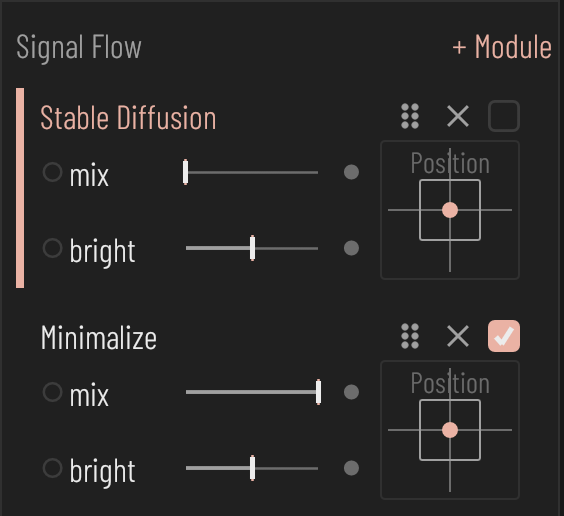 Signal Flow + Module
Stable Diffusion
Position
mix
bright
Minimalize
Position
mix
bright